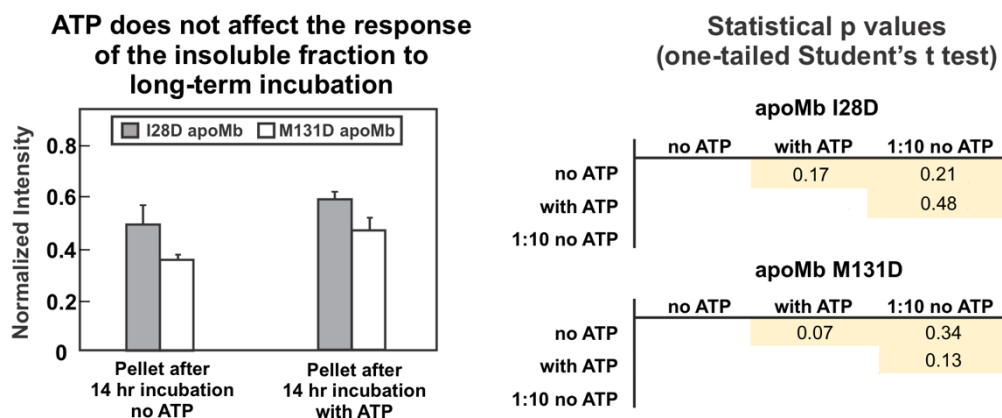 ATP does not affect the response
of the insoluble fraction to
long-term incubation
Normalized Intensity
I28D apoMb M131D apoMb
0.8
0.6
0.4
0.2
0
Pellet after
14 hr incubation
no ATP
Pellet after
14 hr incubation
with ATP
Statistical p values
(one-tailed Student's t test)
apoMb I28D
no ATP with ATP 1:10 no ATP
no ATP 0.17 0.21
with ATP 0.48
1:10 no ATP
apoMb M131D
no ATP with ATP 1:10 no ATP
no ATP 0.07 0.34
with ATP 0.13
1:10 no ATP